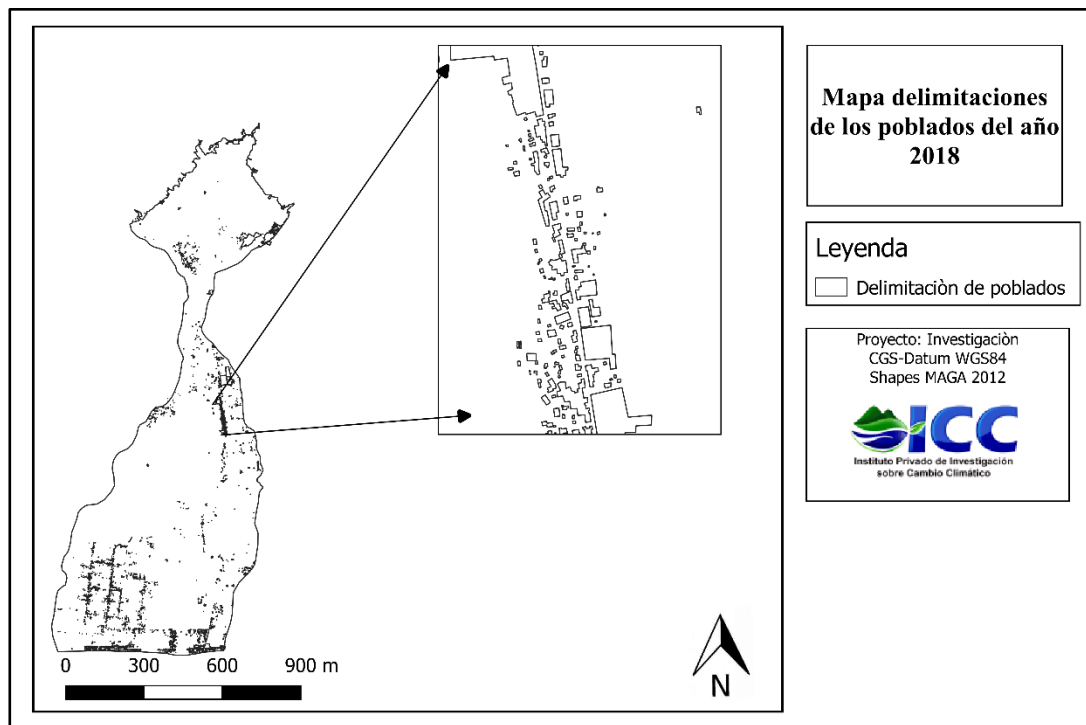 Mapa delimitaciones
de los poblados del año
2018
Leyenda
Delimitaciòn de poblados
Proyecto: Investigaciòn
CGS-Datum WGS84
Shapes MAGA 2012
ICC
Instituto Privado de Investigación
sobre Cambio Climático
0 300 600 900 m
N